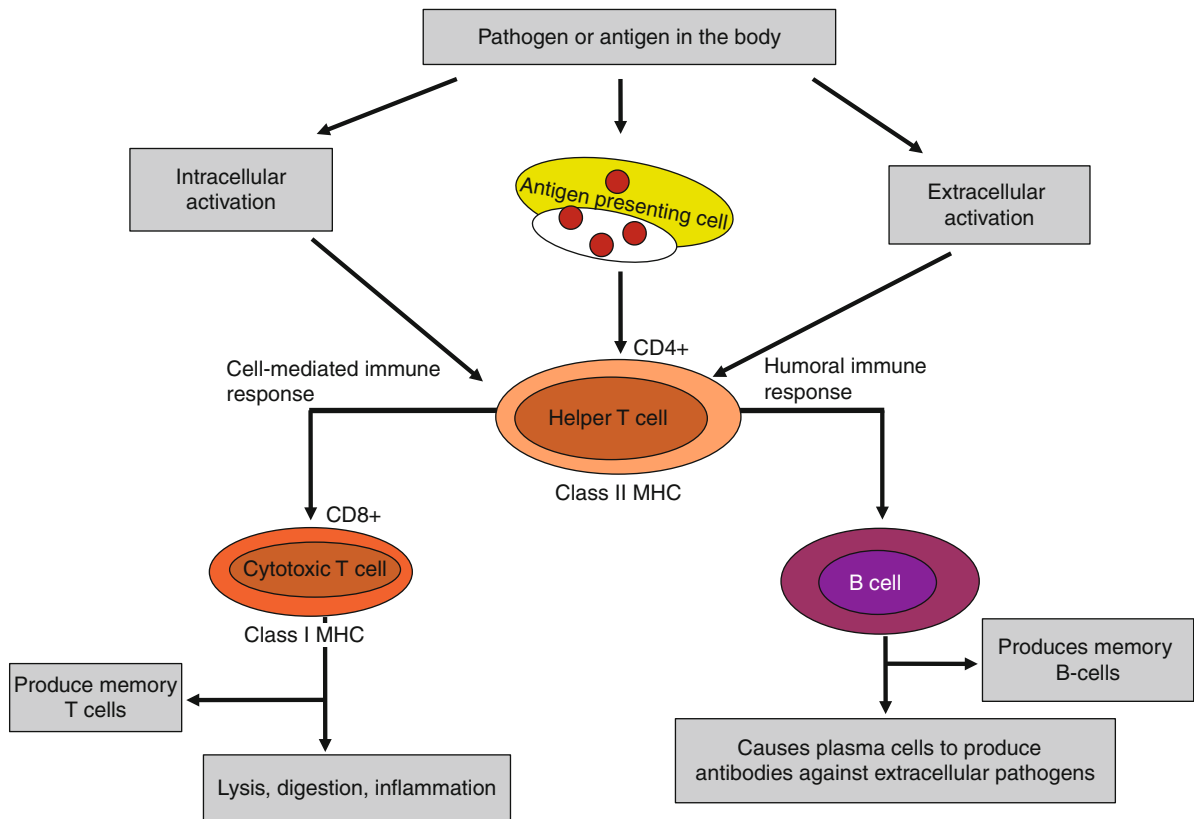 Pathogen or antigen in the body
Intracellular
activation
Antigen presenting cell
Extracellular
activation
CD4+
Cell-mediated immune
response
Humoral immune
response
Helper T cell
Class II MHC
CD8+
Cytotoxic T cell
Class I MHC
B cell
Produce memory
T cells
Produces memory
B-cells
Lysis, digestion, inflammation
Causes plasma cells to produce
antibodies against extracellular pathogens